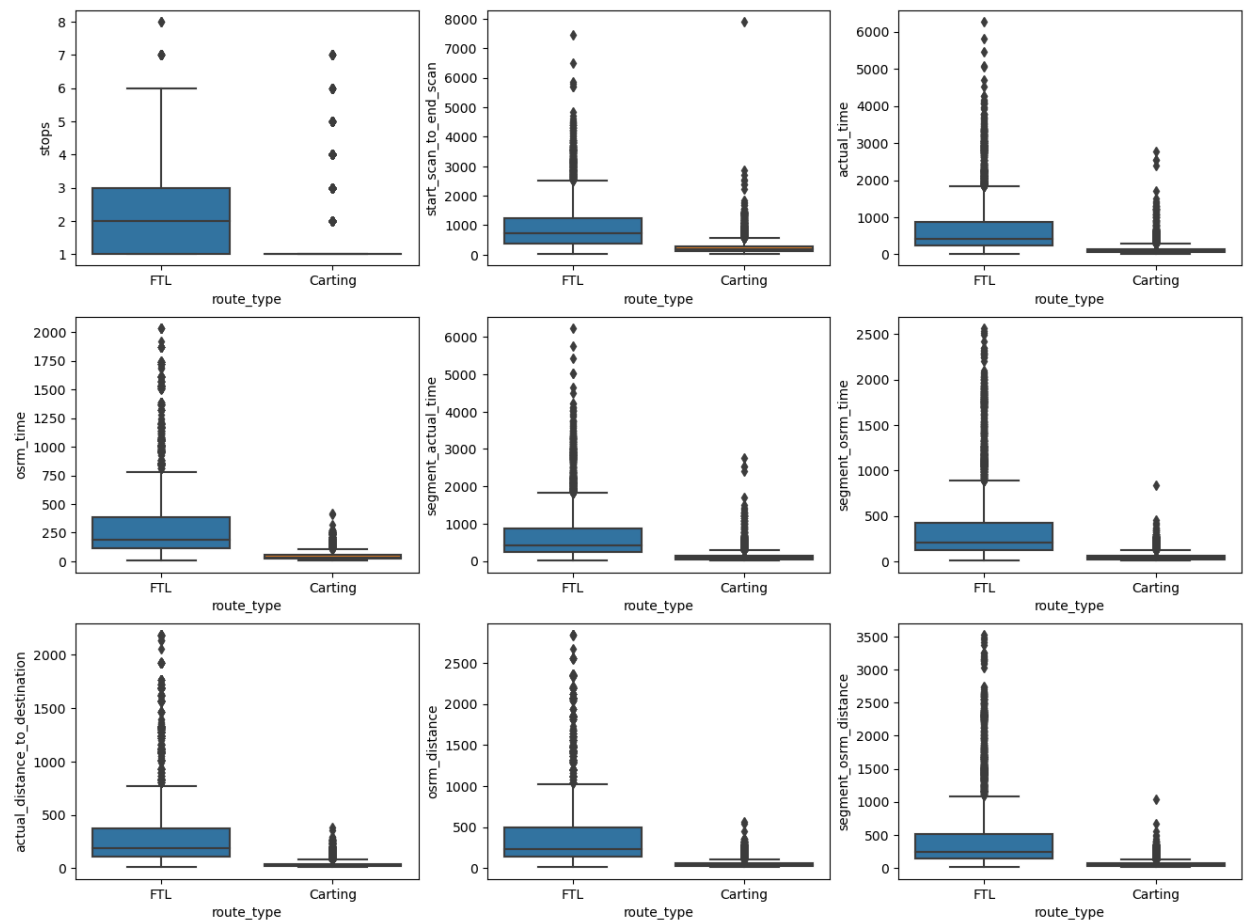 8
7
6
5
4
3
2
1
stops
FTL
Carting
route_type
8000
7000
6000
5000
4000
3000
2000
1000
0
start_scan_to_end_scan
FTL
Carting
route_type
6000
5000
4000
3000
2000
1000
0
actual_time
FTL
Carting
route_type
2000
1750
1500
1250
1000
750
500
250
0
osrm_time
FTL
Carting
route_type
6000
5000
4000
3000
2000
1000
0
segment_actual_time
FTL
Carting
route_type
2500
2000
1500
1000
500
0
segment_osrm_time
FTL
Carting
route_type
2000
1500
1000
500
0
actual_distance_to_destination
FTL
Carting
route_type
2500
2000
1500
1000
500
0
osrm_distance
FTL
Carting
route_type
3500
3000
2500
2000
1500
1000
500
0
segment_osrm_distance
FTL
Carting
route_type